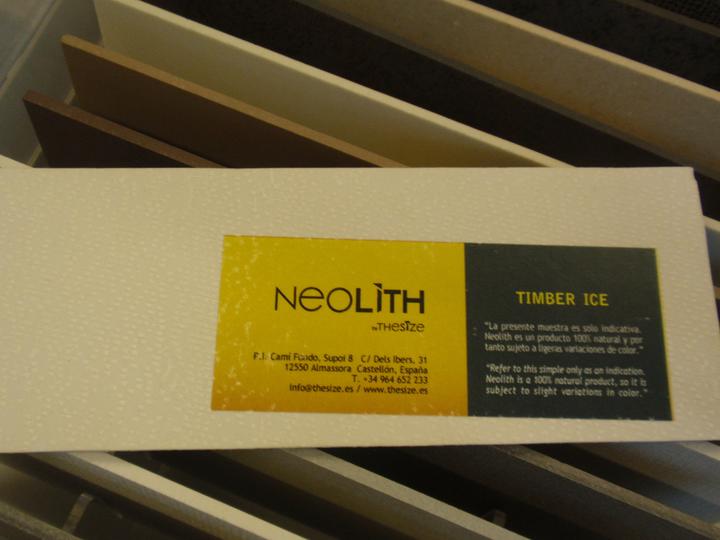 NEOLITH
by THESIZE
P.I. Camí Fondo, Supoi 8 C/ Dels Ibers, 31
12550 Almassora Castellón, España
T. +34 964 652 233
info@thesize.es / www.thesize.es
TIMBER ICE
"La presente muestra es solo indicativa.
Neolith es un producto 100% natural y por
tanto sujeto a ligeras variaciones de color."
"Refer to this simple only as an indication.
Neolith is a 100% natural product, so it is
subject to slight variations in color."